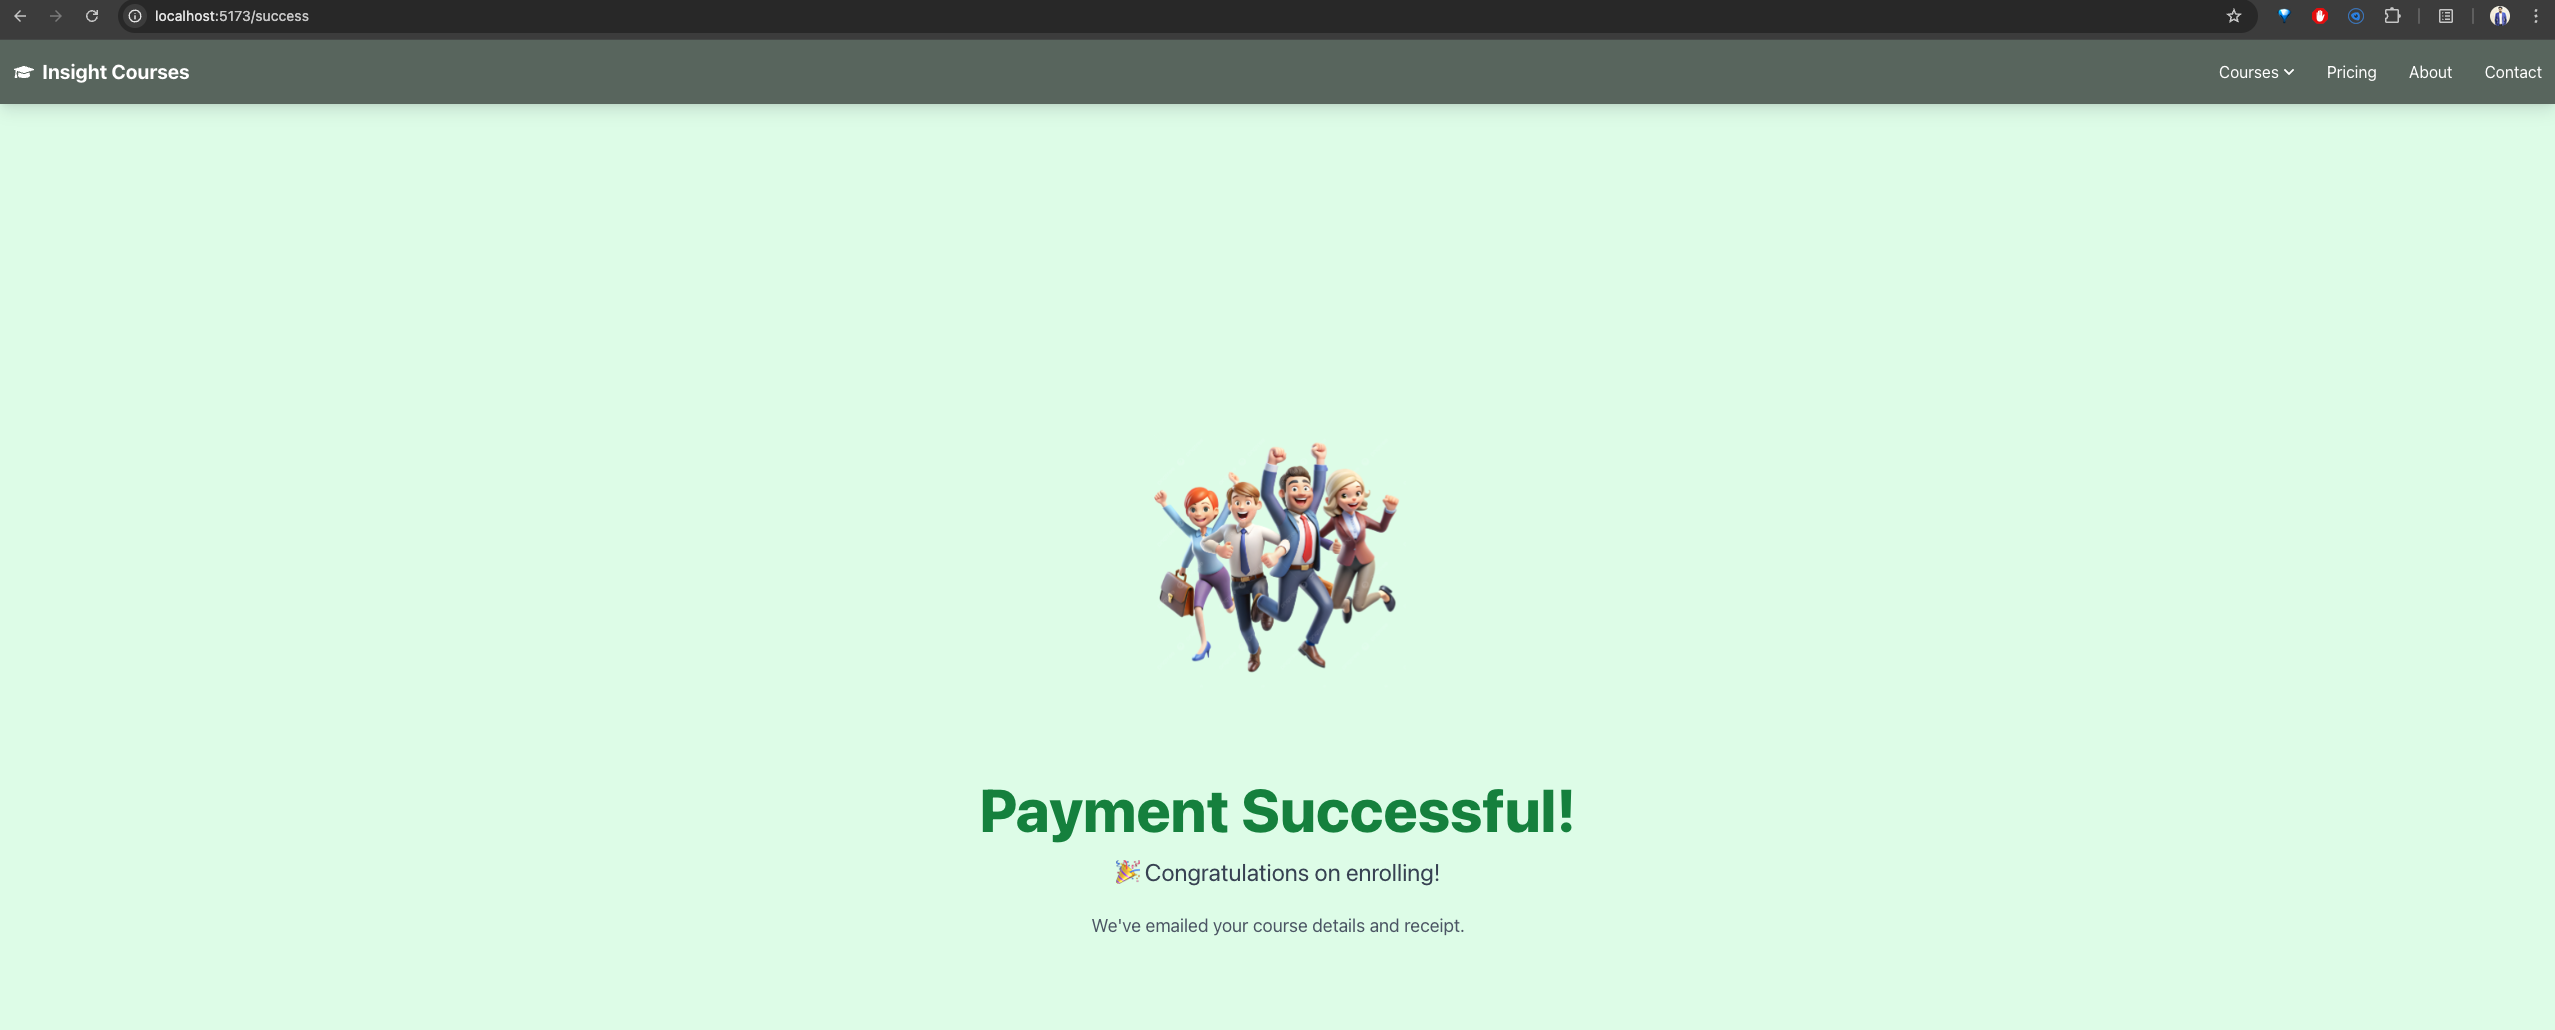 localhost:5173/success
Insight Courses
Courses
Pricing
About
Contact
Payment Successful!
🎉 Congratulations on enrolling!
We've emailed your course details and receipt.